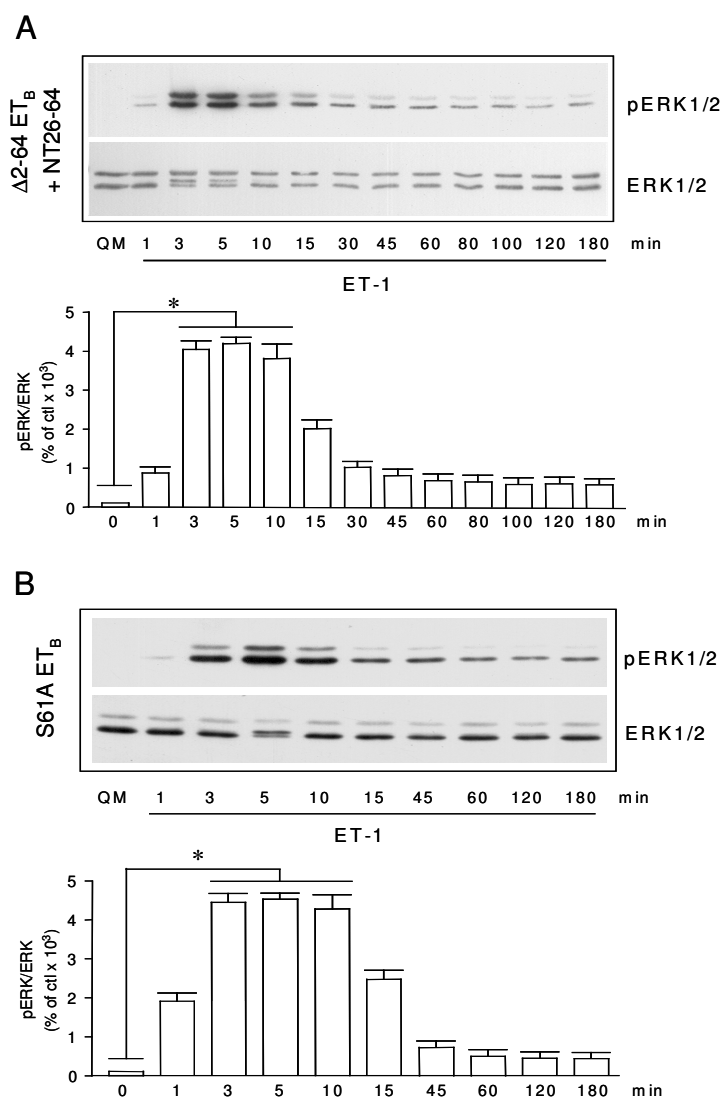 A
Δ2-64 ETB
+ NT26-64
pERK1/2
ERK1/2
QM 1 3 5 10 15 30 45 60 80 100 120 180 min
ET-1
*
pERK/ERK
(% of ctl x 10³)
5
4
3
2
1
0
0 1 3 5 10 15 30 45 60 80 100 120 180 min
B
S61A ETB
pERK1/2
ERK1/2
QM 1 3 5 10 15 45 60 120 180 min
ET-1
*
pERK/ERK
(% of ctl x 10³)
5
4
3
2
1
0
0 1 3 5 10 15 45 60 120 180 min